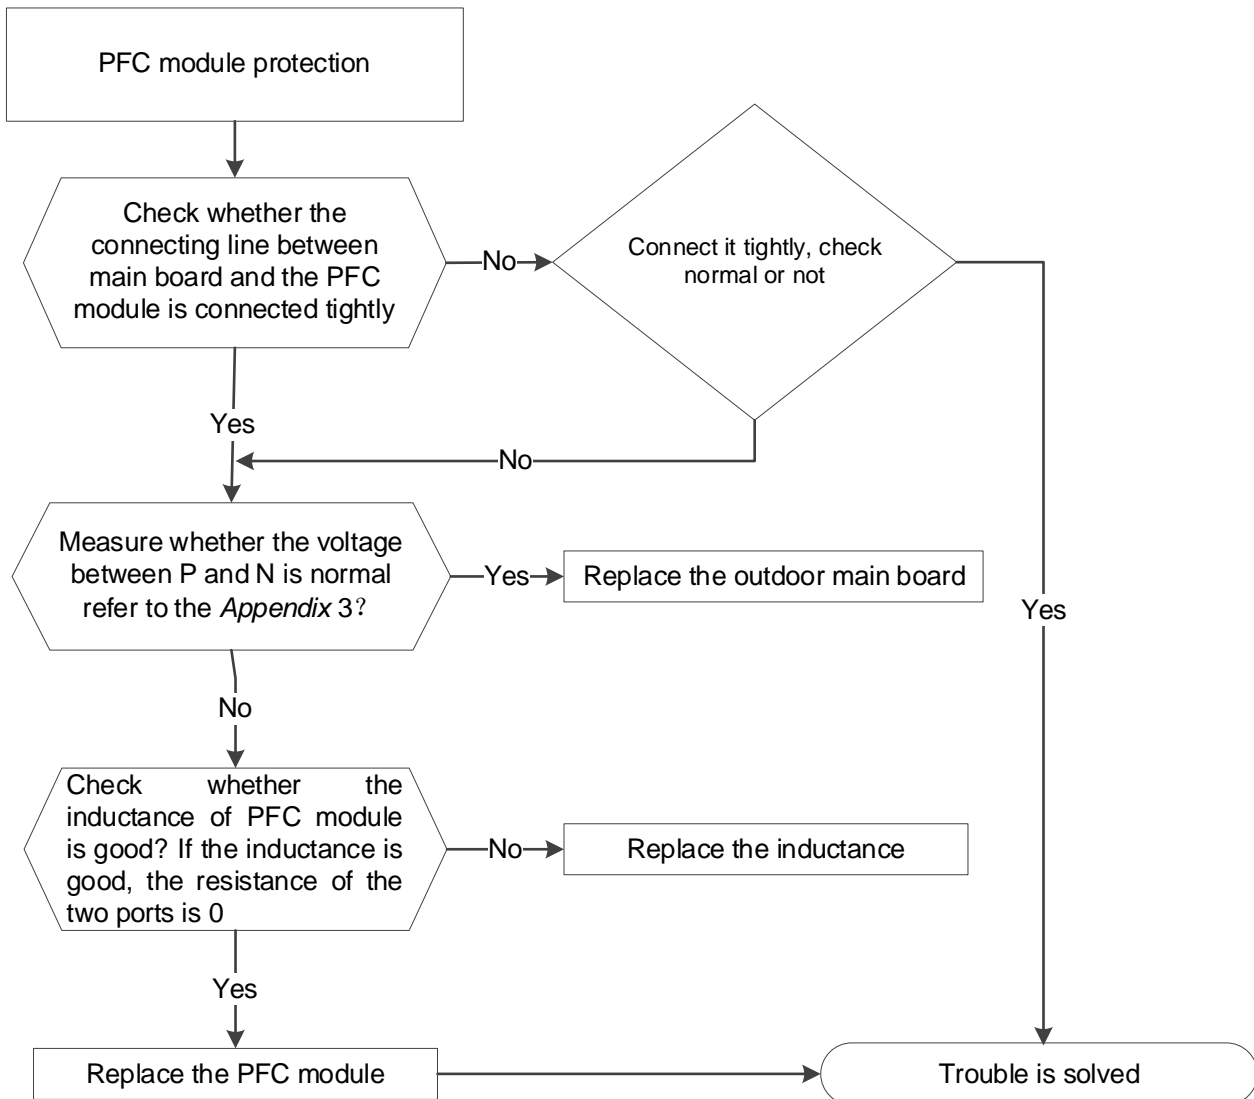 PFC module protection
Check whether the
connecting line between
main board and the PFC
module is connected tightly
No
Connect it tightly, check
normal or not
Yes
No
Measure whether the voltage
between P and N is normal
refer to the Appendix 3？
Yes
Replace the outdoor main board
Yes
No
Check whether the
inductance of PFC module
is good? If the inductance is
good, the resistance of the
two ports is 0
No
Replace the inductance
Yes
Replace the PFC module
Trouble is solved